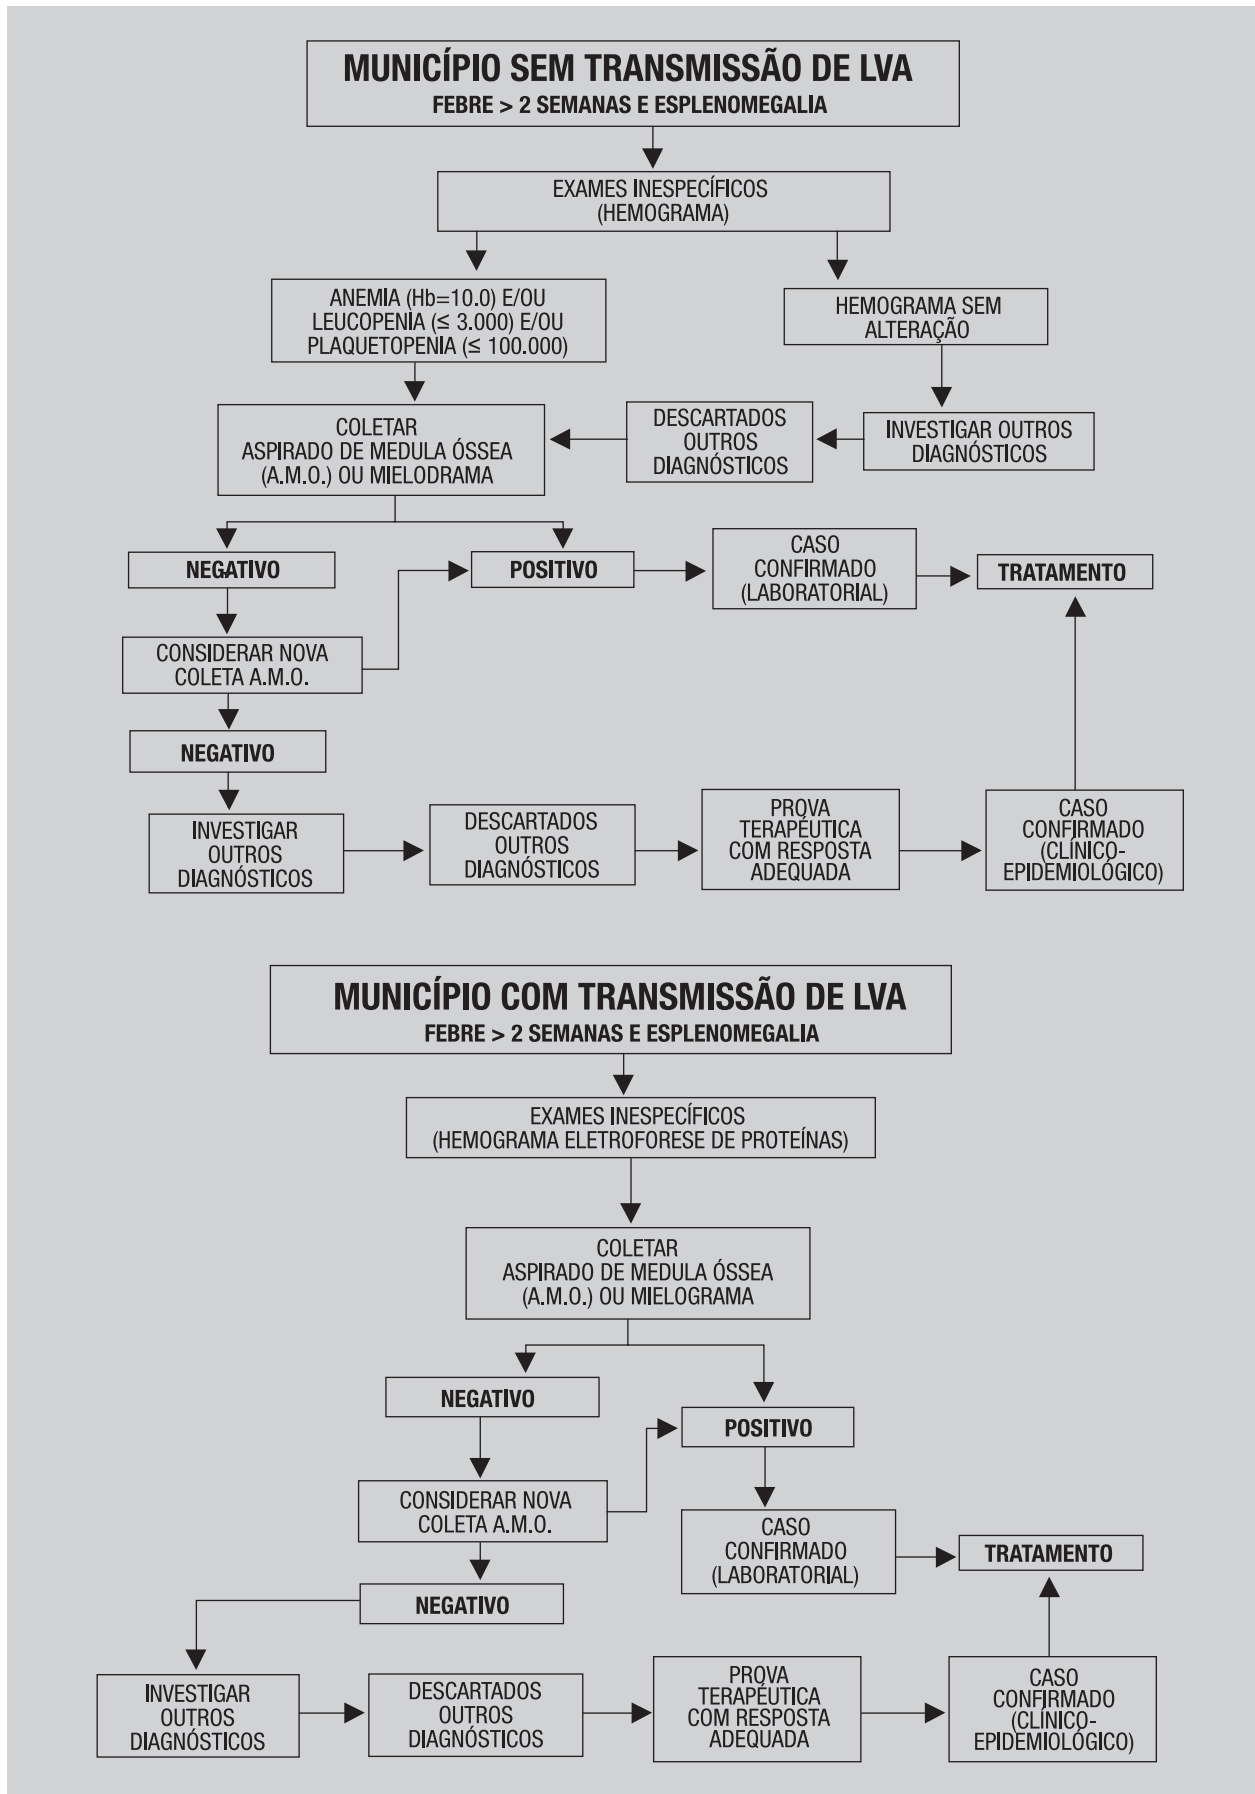 MUNICÍPIO SEM TRANSMISSÃO DE LVA
FEBRE > 2 SEMANAS E ESPLENOMEGALIA
EXAMES INESPECÍFICOS
(HEMOGRAMA)
ANEMIA (Hb=10.0) E/OU
LEUCOPENIA (≤ 3.000) E/OU
PLAQUETOPENIA (≤ 100.000)
HEMOGRAMA SEM
ALTERAÇÃO
COLETAR
ASPIRADO DE MEDULA ÓSSEA
(A.M.O.) OU MIELODRAMA
DESCARTADOS
OUTROS
DIAGNÓSTICOS
INVESTIGAR OUTROS
DIAGNÓSTICOS
NEGATIVO
POSITIVO
CASO
CONFIRMADO
(LABORATORIAL)
TRATAMENTO
CONSIDERAR NOVA
COLETA A.M.O.
NEGATIVO
INVESTIGAR
OUTROS
DIAGNÓSTICOS
DESCARTADOS
OUTROS
DIAGNÓSTICOS
PROVA
TERAPÉUTICA
COM RESPOSTA
ADEQUADA
CASO
CONFIRMADO
(CLÍNICO-
EPIDEMIOLÓGICO)
MUNICÍPIO COM TRANSMISSÃO DE LVA
FEBRE > 2 SEMANAS E ESPLENOMEGALIA
EXAMES INESPECÍFICOS
(HEMOGRAMA ELETROFORESE DE PROTEÍNAS)
COLETAR
ASPIRADO DE MEDULA ÓSSEA
(A.M.O.) OU MIELOGRAMA
NEGATIVO
POSITIVO
CONSIDERAR NOVA
COLETA A.M.O.
CASO
CONFIRMADO
(LABORATORIAL)
TRATAMENTO
NEGATIVO
INVESTIGAR
OUTROS
DIAGNÓSTICOS
DESCARTADOS
OUTROS
DIAGNÓSTICOS
PROVA
TERAPÉUTICA
COM RESPOSTA
ADEQUADA
CASO
CONFIRMADO
(CLÍNICO-
EPIDEMIOLÓGICO)